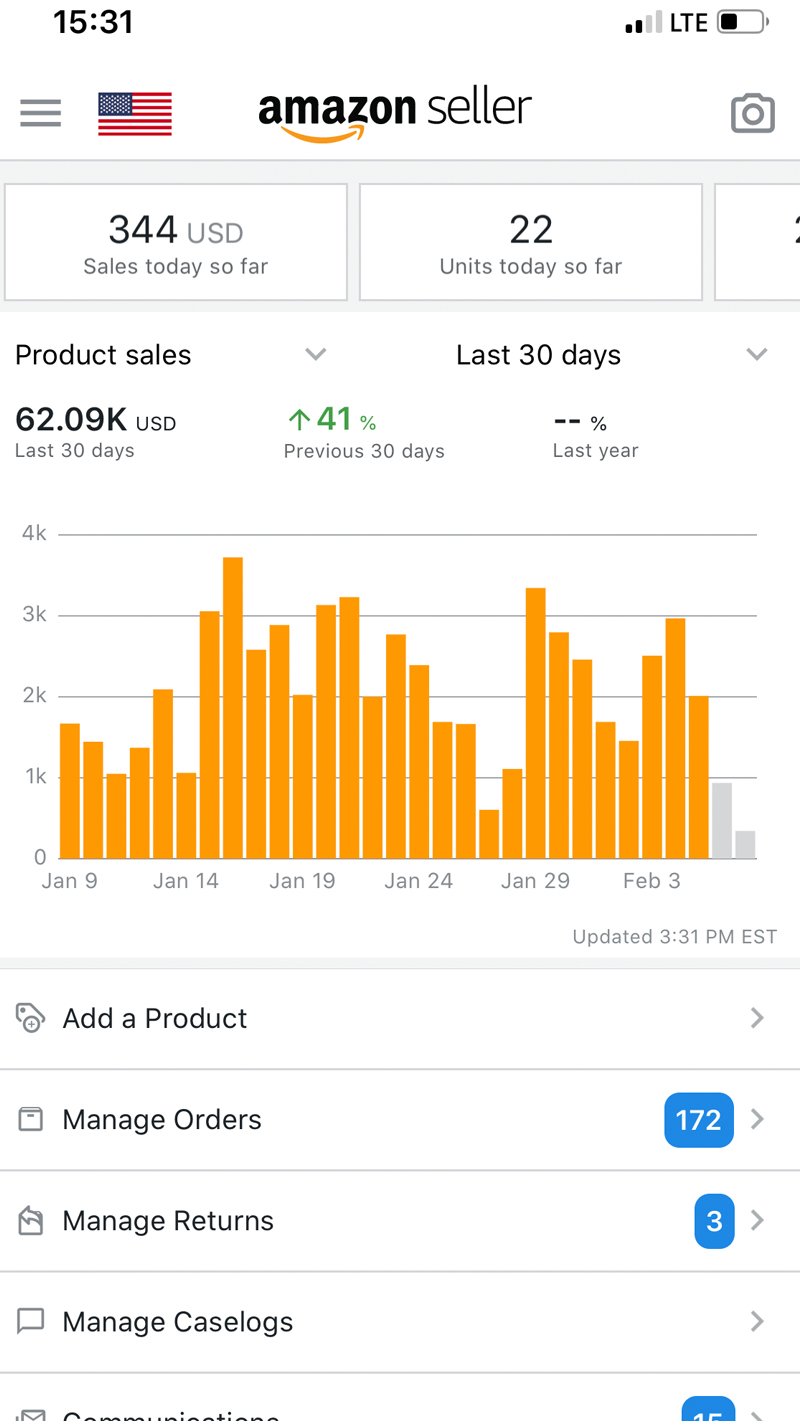 15:31 LTE
amazon seller
344 USD 22
Sales today so far Units today so far
Product sales Last 30 days
62.09K USD ↑41 % -- %
Last 30 days Previous 30 days Last year
4k
3k
2k
1k
0
Jan 9 Jan 14 Jan 19 Jan 24 Jan 29 Feb 3
Updated 3:31 PM EST
Add a Product
Manage Orders 172
Manage Returns 3
Manage Caselogs
Communications 15